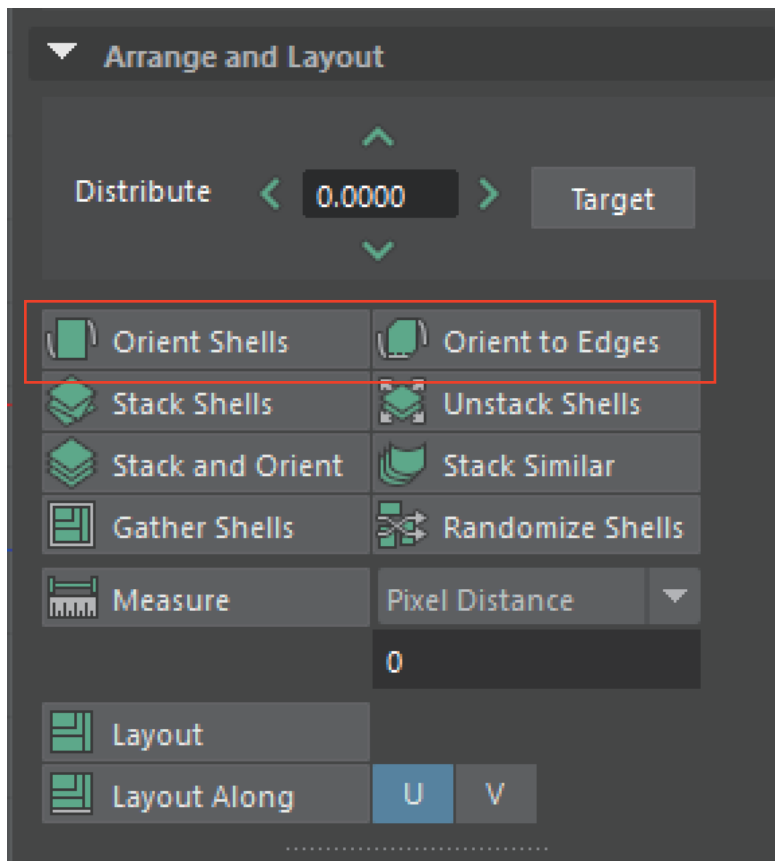 Arrange and Layout
Distribute 0.0000 Target
Orient Shells Orient to Edges
Stack Shells Unstack Shells
Stack and Orient Stack Similar
Gather Shells Randomize Shells
Measure Pixel Distance
0
Layout
Layout Along U V